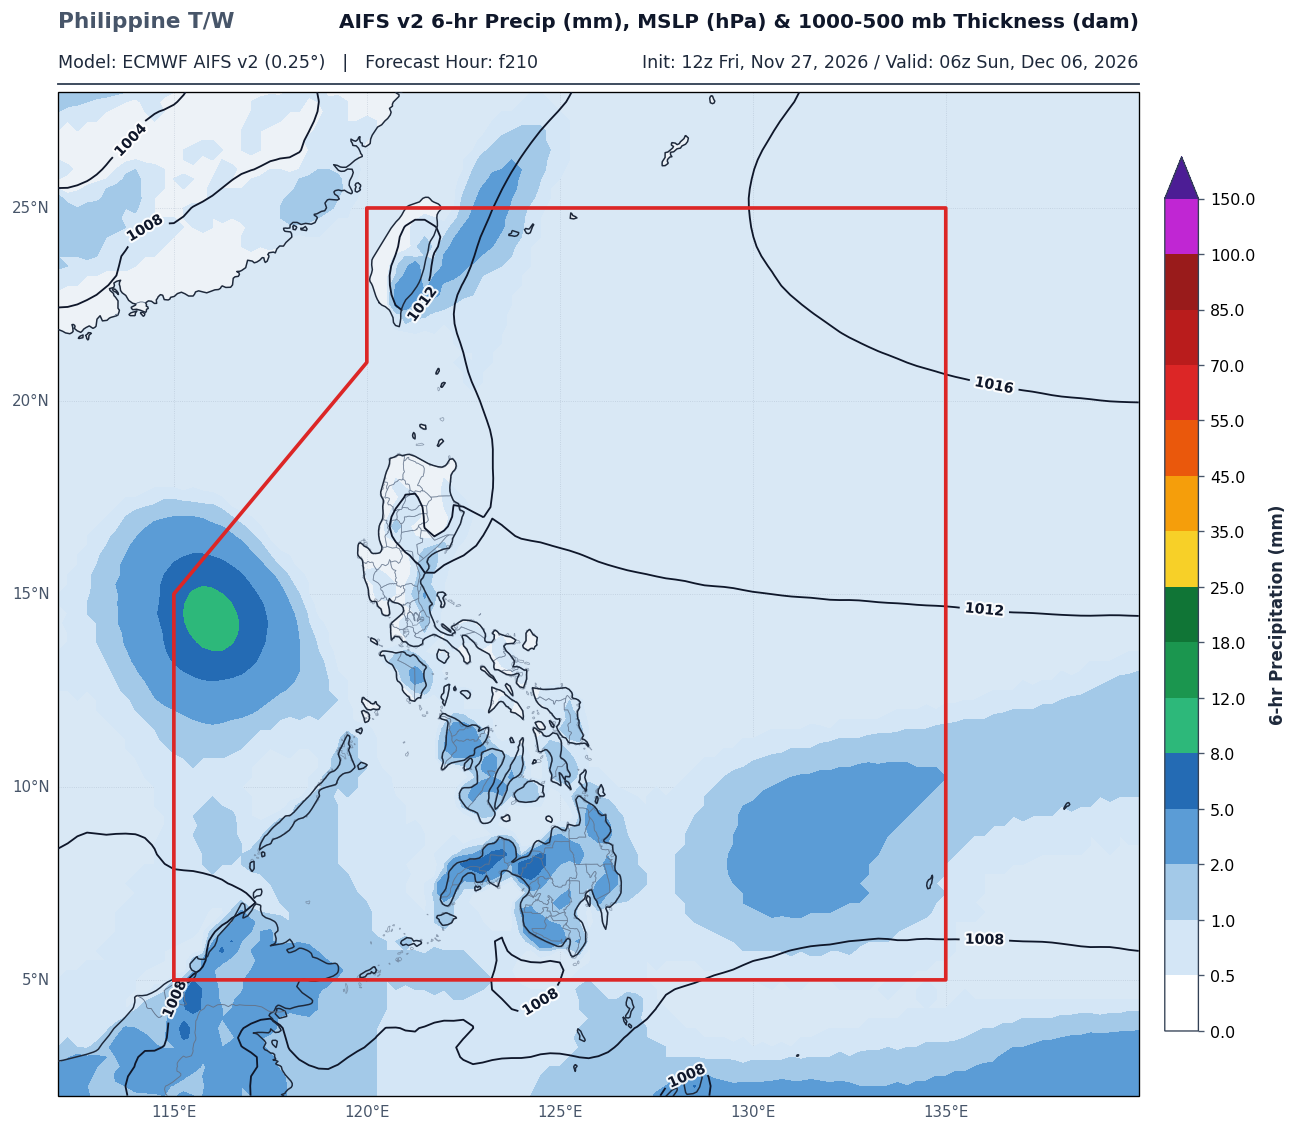 Philippine T/W
AIFS v2 6-hr Precip (mm), MSLP (hPa) & 1000-500 mb Thickness (dam)
Model: ECMWF AIFS v2 (0.25°) | Forecast Hour: f210
Init: 12z Fri, Nov 27, 2026 / Valid: 06z Sun, Dec 06, 2026
1004
1008
1012
1016
1012
1008
1008
1008
1008
25°N
20°N
15°N
10°N
5°N
115°E
120°E
125°E
130°E
135°E
150.0
100.0
85.0
70.0
55.0
45.0
35.0
25.0
18.0
12.0
8.0
5.0
2.0
1.0
0.5
0.0
6-hr Precipitation (mm)